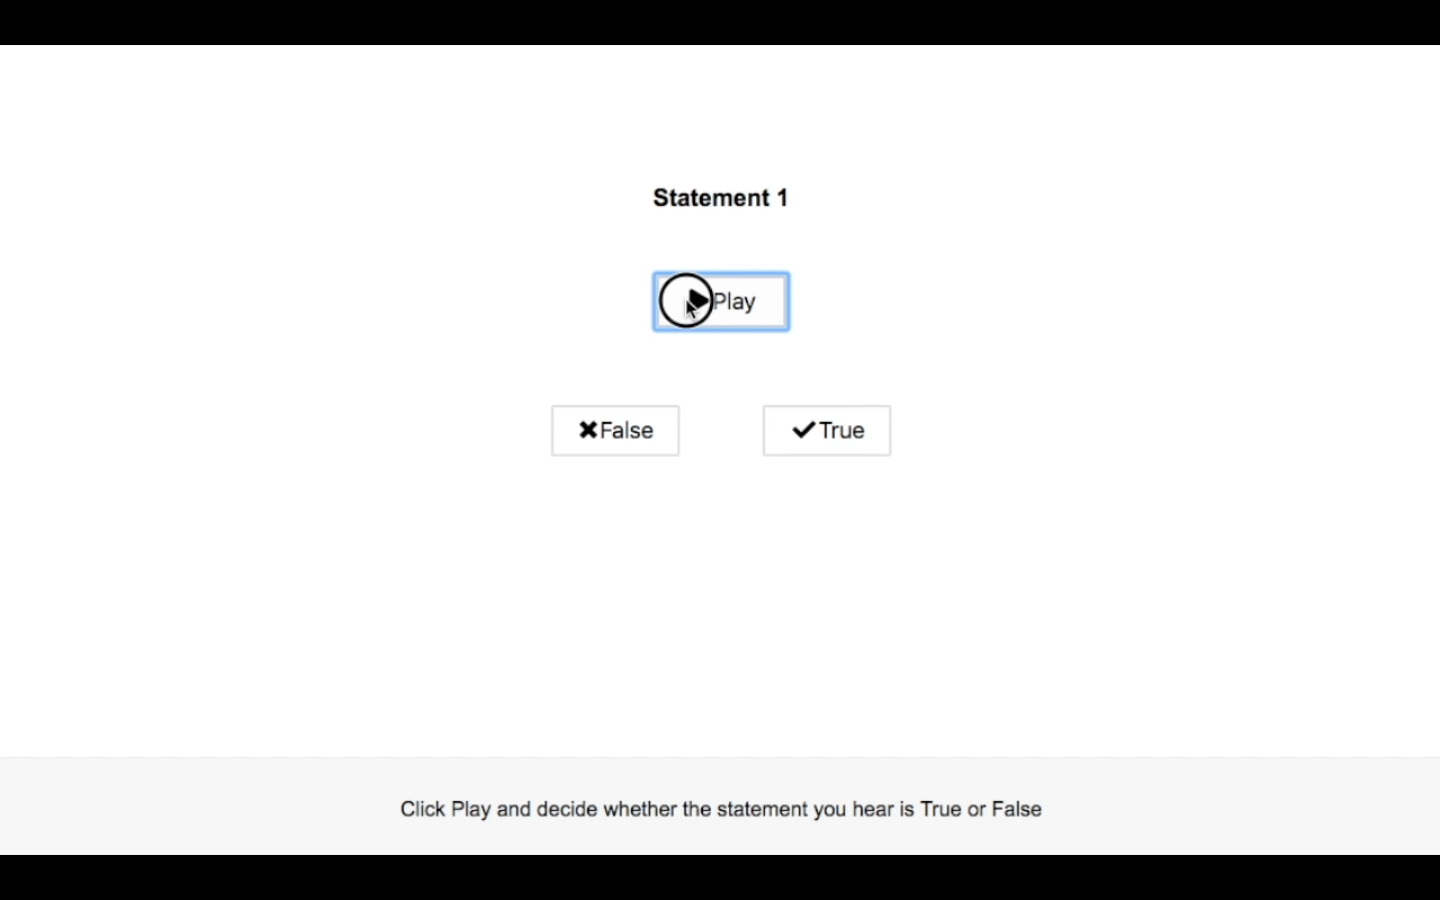 Statement 1
Play
False True
Click Play and decide whether the statement you hear is True or False